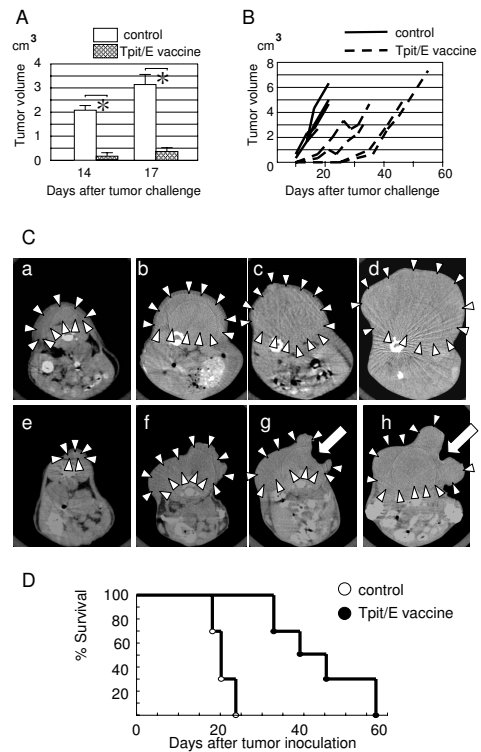 A
cm3
control
Tpit/E vaccine
Tumor volume
4
3
2
1
0
*
*
14
17
Days after tumor challenge
B
cm3
control
Tpit/E vaccine
Tumor volume
8
6
4
2
0
0
20
40
60
Days after tumor challenge
C
a
b
c
d
e
f
g
h
D
control
Tpit/E vaccine
% Survival
100
80
60
40
20
0
20
40
60
Days after tumor inoculation